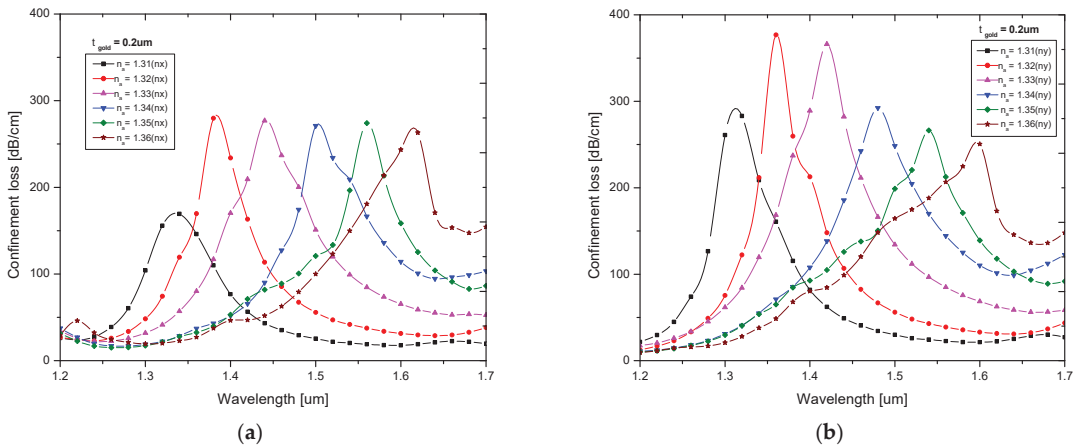 t gold = 0.2um
n a = 1.31(nx)
n a = 1.32(nx)
n a = 1.33(nx)
n a = 1.34(nx)
n a = 1.35(nx)
n a = 1.36(nx)
400
300
200
100
0
Confinement loss [dB/cm]
1.2 1.3 1.4 1.5 1.6 1.7
Wavelength [um]
(a)
t gold = 0.2um
n a = 1.31(ny)
n a = 1.32(ny)
n a = 1.33(ny)
n a = 1.34(ny)
n a = 1.35(ny)
n a = 1.36(ny)
400
350
300
250
200
150
100
50
0
Confinement loss [dB/cm]
1.2 1.3 1.4 1.5 1.6 1.7
Wavelength [um]
(b)